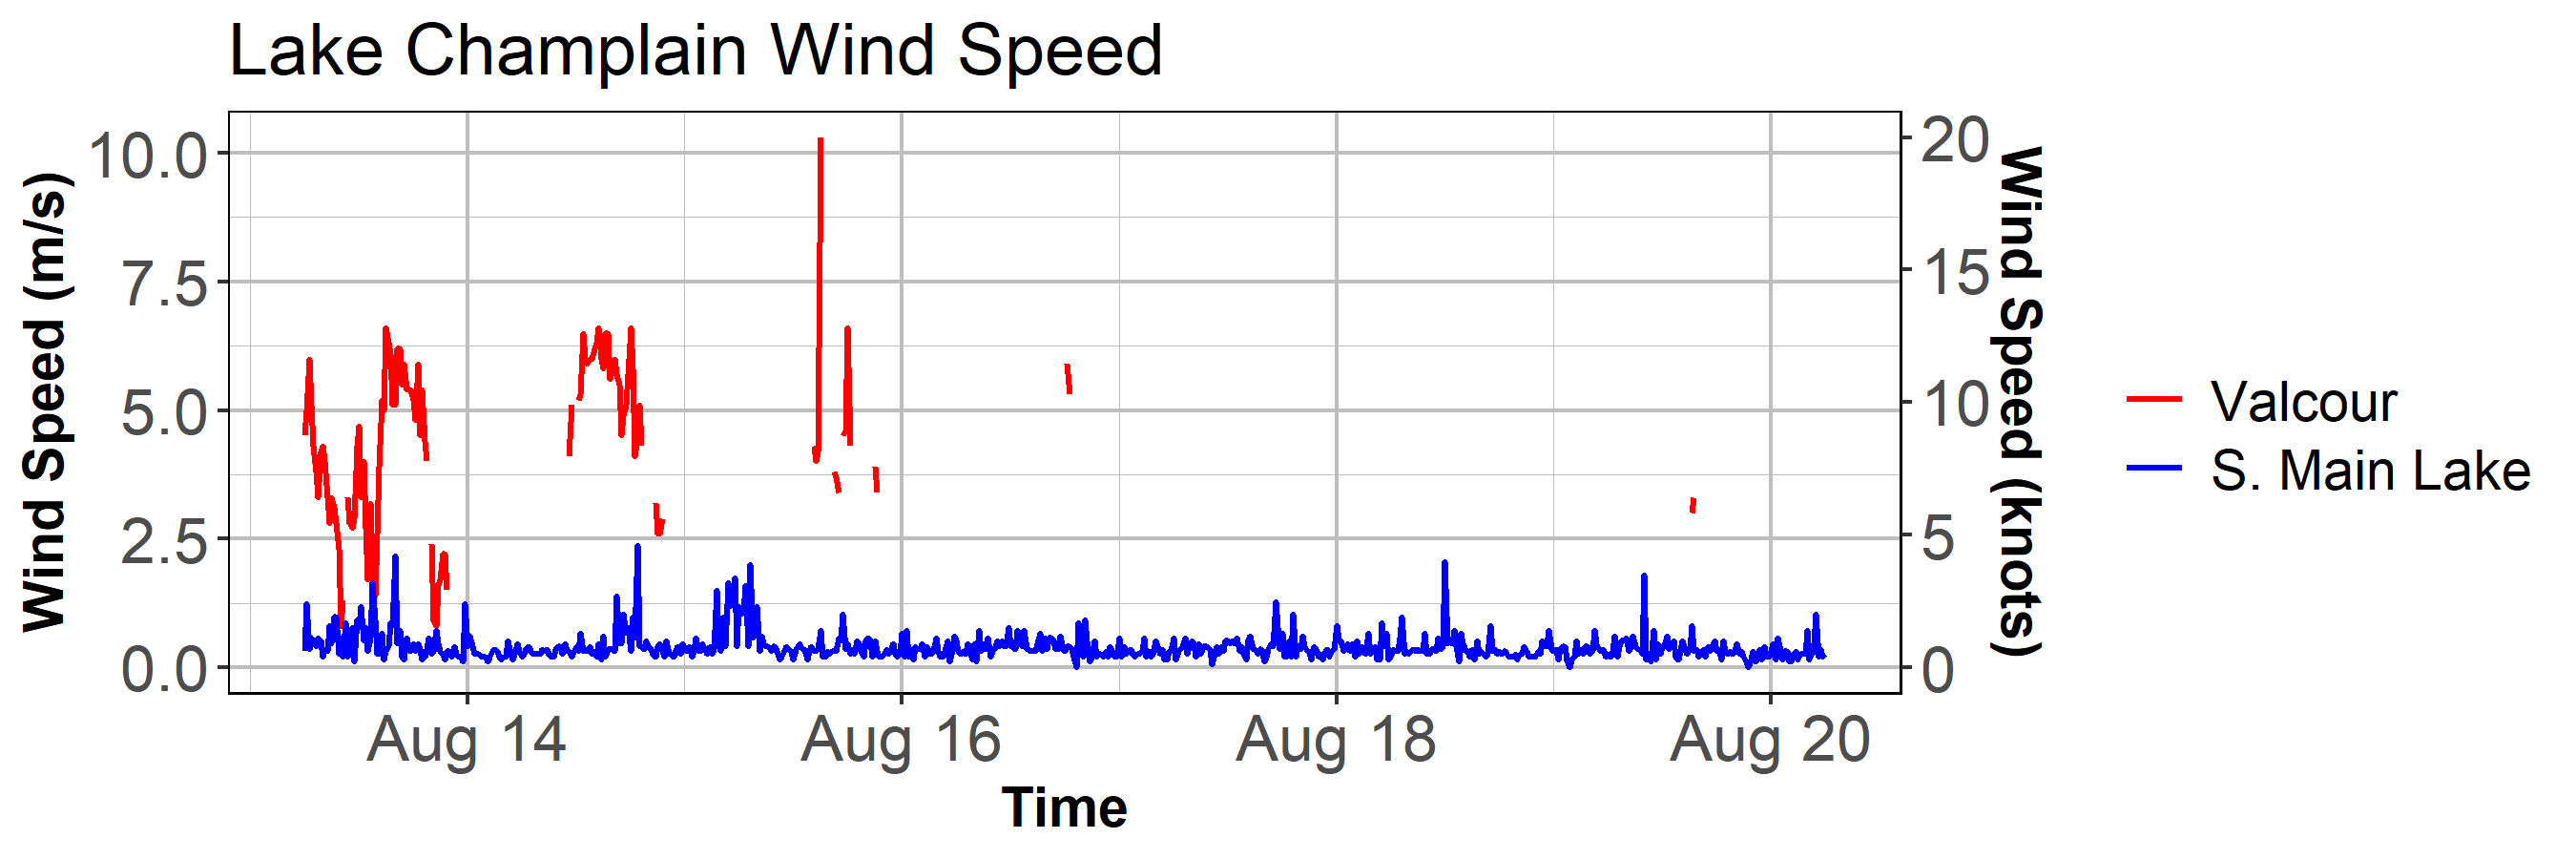 Lake Champlain Wind Speed
Wind Speed (m/s)
10.0
7.5
5.0
2.5
0.0
20
15
10
5
0
Wind Speed (knots)
Aug 14
Aug 16
Aug 18
Aug 20
Time
Valcour
S. Main Lake